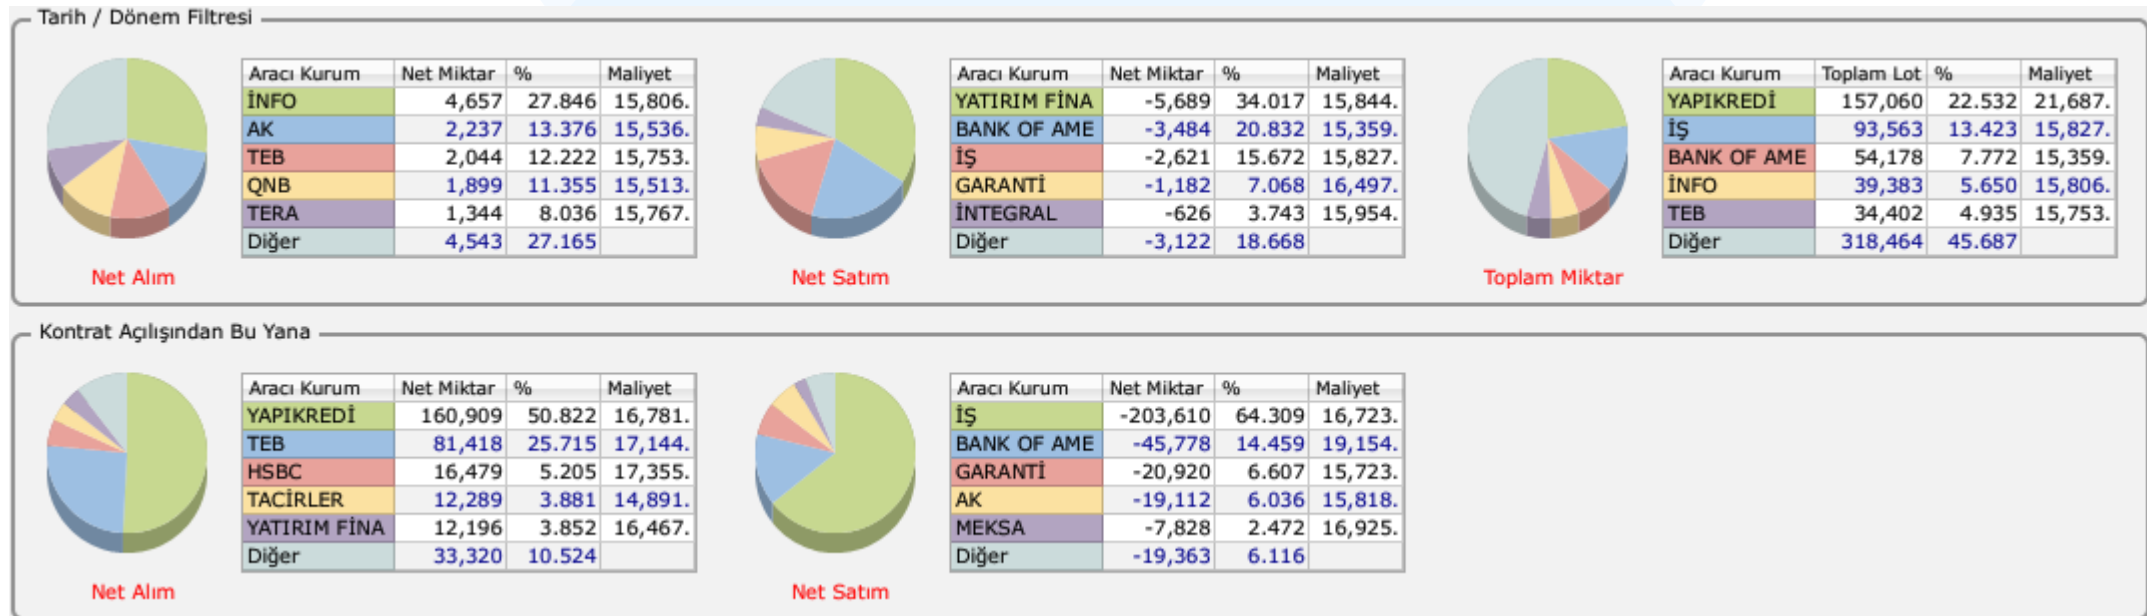 Tarih / Dönem Filtresi
Aracı Kurum Net Miktar % Maliyet
İNFO 4,657 27.846 15,806.
AK 2,237 13.376 15,536.
TEB 2,044 12.222 15,753.
QNB 1,899 11.355 15,513.
TERA 1,344 8.036 15,767.
Diğer 4,543 27.165
Net Alım
Aracı Kurum Net Miktar % Maliyet
YATIRIM FİNA -5,689 34.017 15,844.
BANK OF AME -3,484 20.832 15,359.
İŞ -2,621 15.672 15,827.
GARANTİ -1,182 7.068 16,497.
İNTEGRAL -626 3.743 15,954.
Diğer -3,122 18.668
Net Satım
Aracı Kurum Toplam Lot % Maliyet
YAPIKREDİ 157,060 22.532 21,687.
İŞ 93,563 13.423 15,827.
BANK OF AME 54,178 7.772 15,359.
İNFO 39,383 5.650 15,806.
TEB 34,402 4.935 15,753.
Diğer 318,464 45.687
Toplam Miktar
Kontrat Açılışından Bu Yana
Aracı Kurum Net Miktar % Maliyet
YAPIKREDİ 160,909 50.822 16,781.
TEB 81,418 25.715 17,144.
HSBC 16,479 5.205 17,355.
TACİRLER 12,289 3.881 14,891.
YATIRIM FİNA 12,196 3.852 16,467.
Diğer 33,320 10.524
Net Alım
Aracı Kurum Net Miktar % Maliyet
İŞ -203,610 64.309 16,723.
BANK OF AME -45,778 14.459 19,154.
GARANTİ -20,920 6.607 15,723.
AK -19,112 6.036 15,818.
MEKSA -7,828 2.472 16,925.
Diğer -19,363 6.116
Net Satım